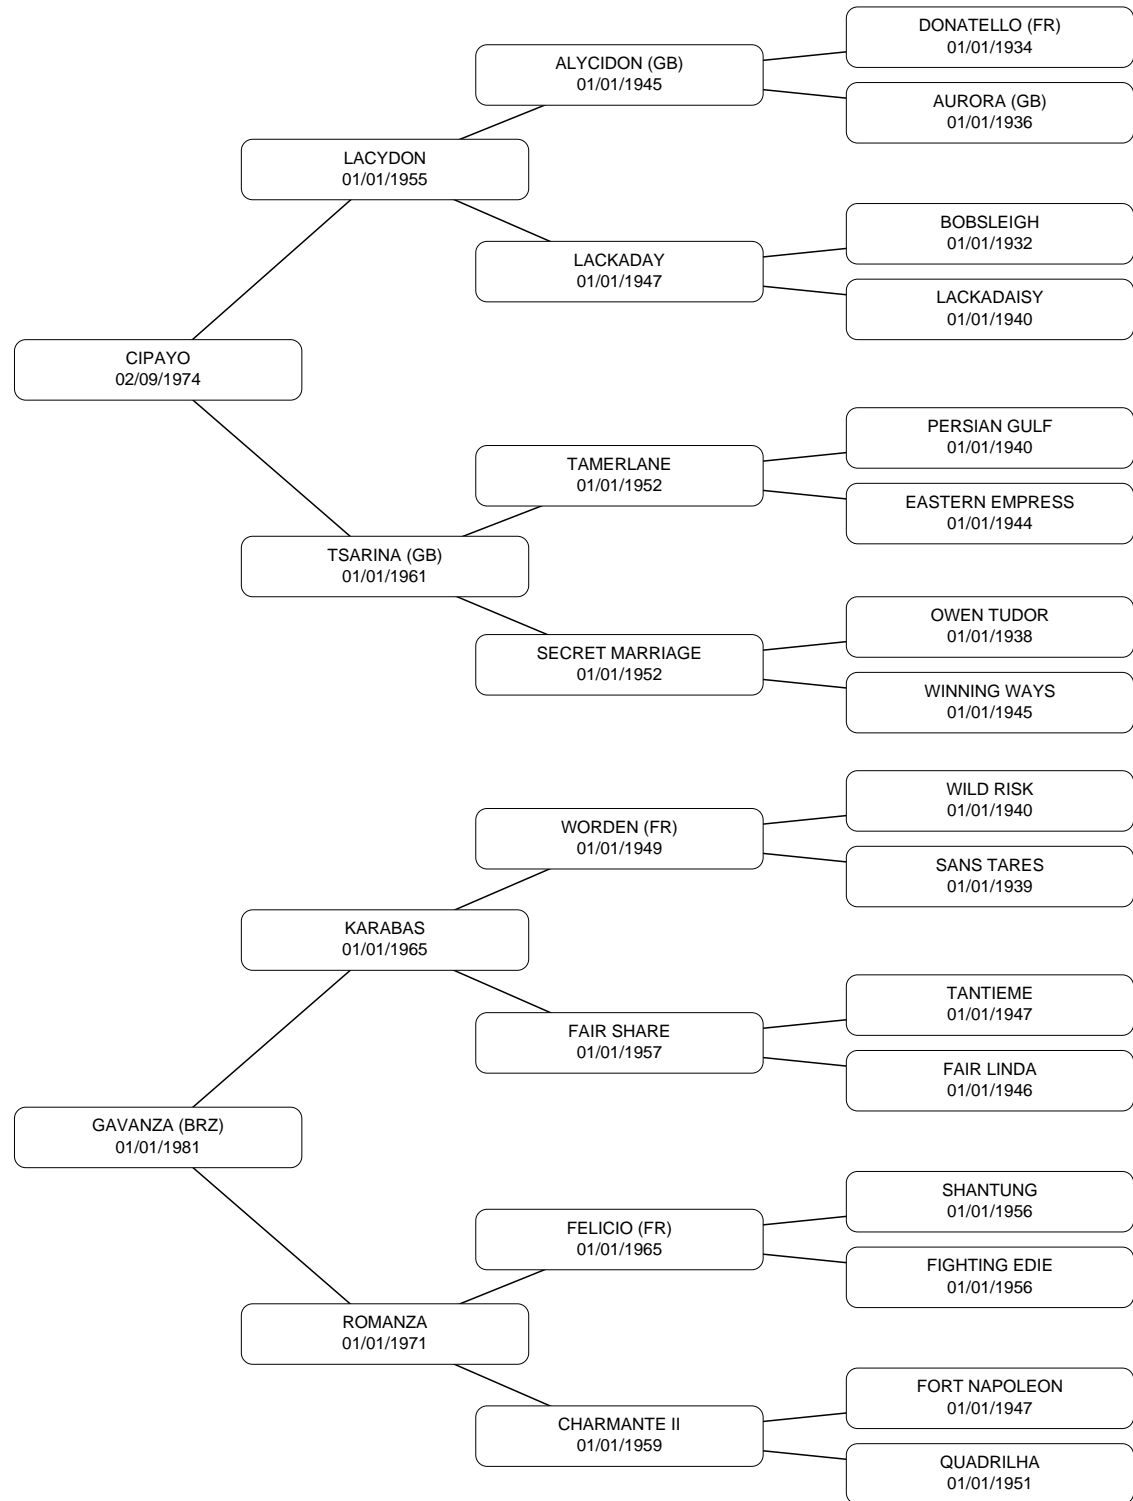 DONATELLO (FR)
01/01/1934
ALYCIDON (GB)
01/01/1945
AURORA (GB)
01/01/1936
LACYDON
01/01/1955
BOBSLEIGH
01/01/1932
LACKADAY
01/01/1947
LACKADAISY
01/01/1940
CIPAYO
02/09/1974
PERSIAN GULF
01/01/1940
TAMERLANE
01/01/1952
EASTERN EMPRESS
01/01/1944
TSARINA (GB)
01/01/1961
OWEN TUDOR
01/01/1938
SECRET MARRIAGE
01/01/1952
WINNING WAYS
01/01/1945
WILD RISK
01/01/1940
WORDEN (FR)
01/01/1949
SANS TARES
01/01/1939
KARABAS
01/01/1965
TANTIEME
01/01/1947
FAIR SHARE
01/01/1957
FAIR LINDA
01/01/1946
GAVANZA (BRZ)
01/01/1981
SHANTUNG
01/01/1956
FELICIO (FR)
01/01/1965
FIGHTING EDIE
01/01/1956
ROMANZA
01/01/1971
FORT NAPOLEON
01/01/1947
CHARMANTE II
01/01/1959
QUADRILHA
01/01/1951